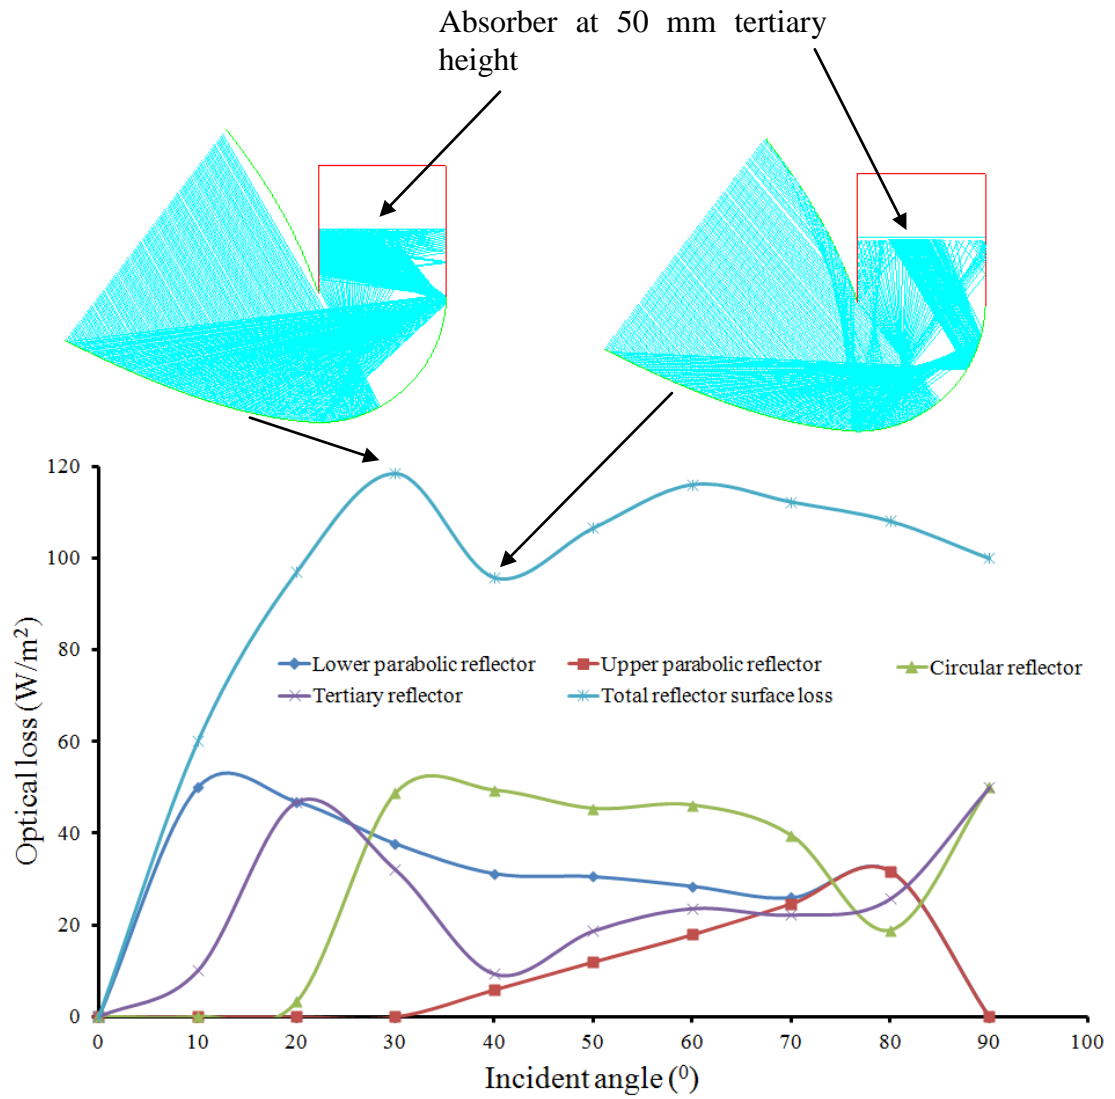 Absorber at 50 mm tertiary
height
120
100
80
60
40
20
0
Optical loss (W/m²)
Lower parabolic reflector
Upper parabolic reflector
Circular reflector
Tertiary reflector
Total reflector surface loss
0 10 20 30 40 50 60 70 80 90 100
Incident angle (⁰)